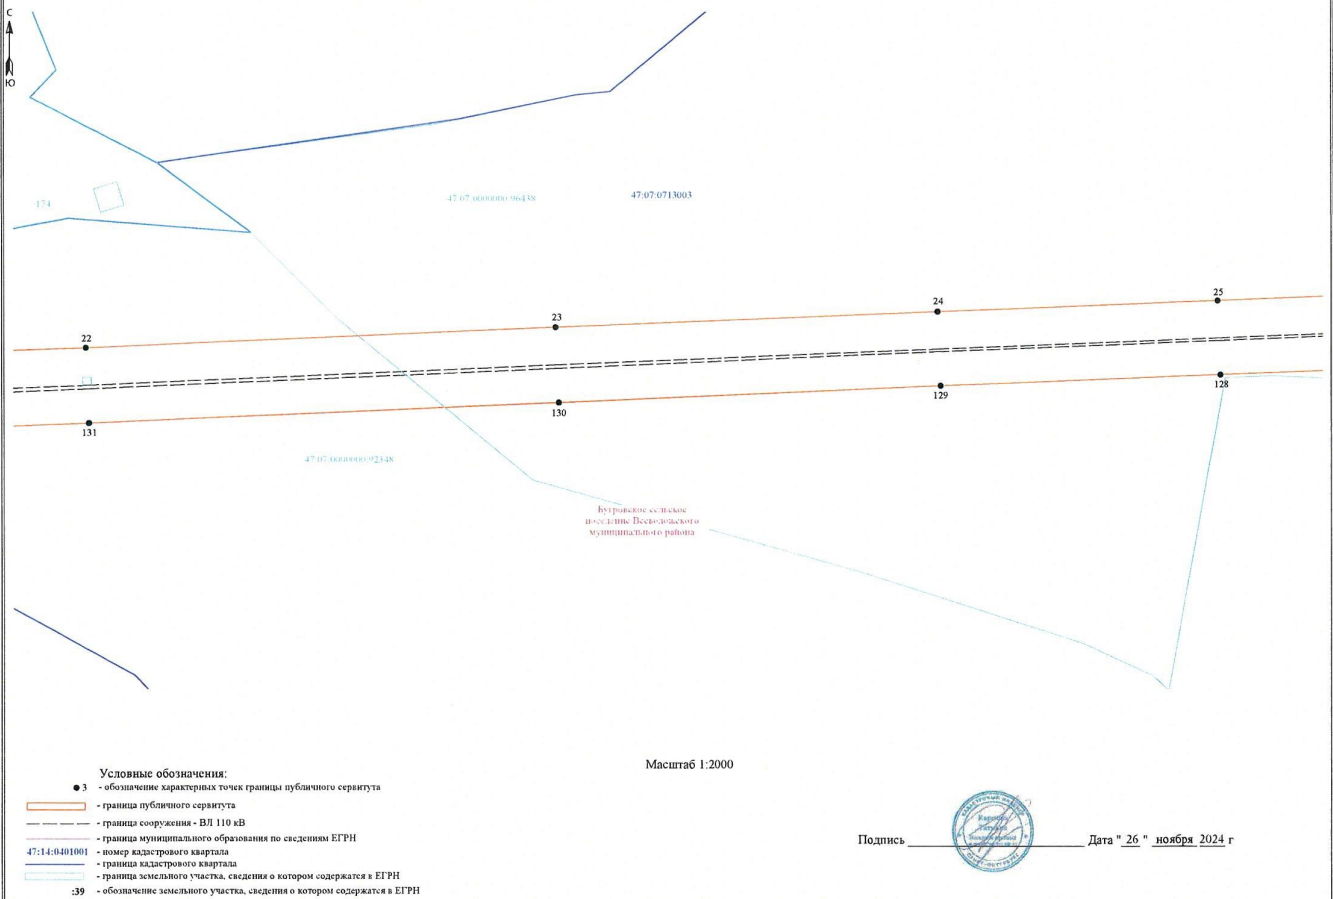 С
Ю
174
47:07:0000000:96438
47:07:0713003
22
23
24
25
131
130
129
128
47:07:0000000:92348
Бугровское сельское
поселение Всеволожского
муниципального района
Масштаб 1:2000
Условные обозначения:
3 - обозначение характерных точек границы публичного сервитута
- граница публичного сервитута
- граница сооружения - ВЛ 110 кВ
- граница муниципального образования по сведениям ЕГРН
47:14:0401001 - номер кадастрового квартала
- граница кадастрового квартала
- граница земельного участка, сведения о котором содержатся в ЕГРН
:39 - обозначение земельного участка, сведения о котором содержатся в ЕГРН
Подпись Дата " 26 " ноября 2024 г